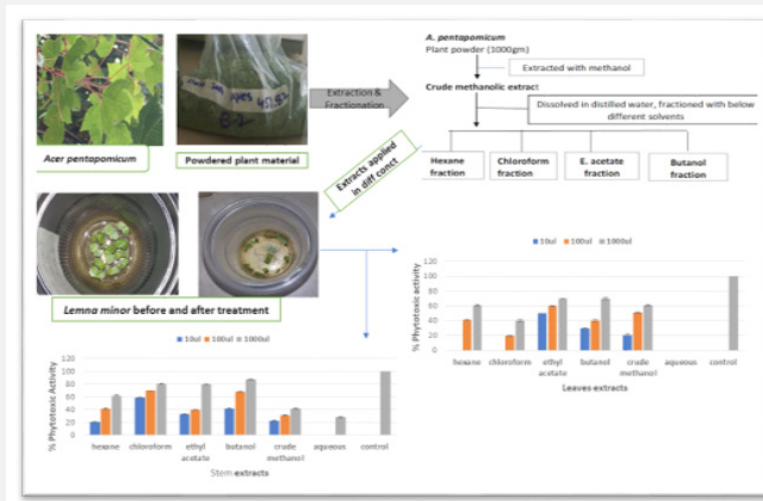 A. pentapomicum
Plant powder (1000gm)
Extracted with methanol
Crude methanolic extract
Dissolved in distilled water, fractioned with below
different solvents
Hexane
fraction
Chloroform
fraction
E. acetate
fraction
Butanol
fraction
Extraction &
Fractionation
Acer pentapomicum
Powdered plant material
Extracts applied
in diff conct
Lemna minor before and after treatment
10ul 100ul 1000ul
% Phytotoxic activity
120
100
80
60
40
20
0
hexane chloroform ethyl acetate butanol crude methanol aqueous control
Leaves extracts
10ul 100ul 1000ul
% Phytotoxic Activity
120
100
80
60
40
20
0
hexane chloroform ethyl acetate butanol crude methanol aqueous control
Stem extracts